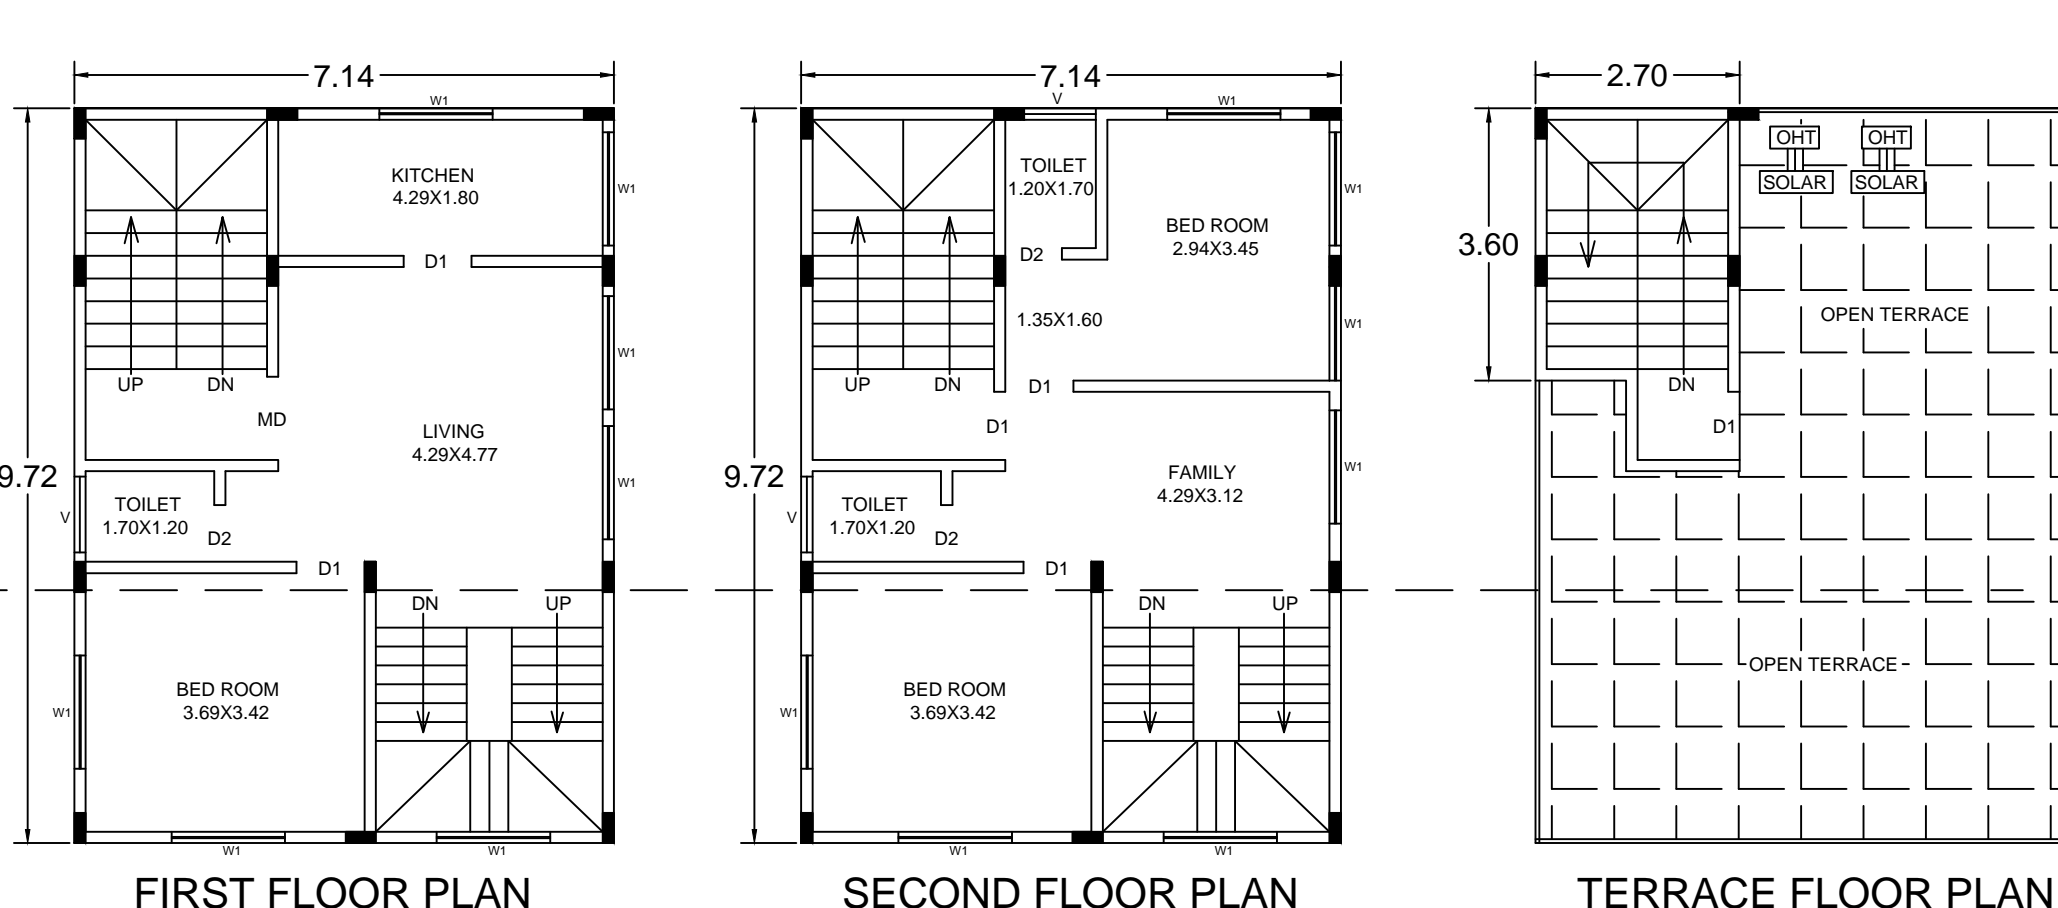 7.14
W1
KITCHEN
4.29X1.80
W1
D1
W1
UP
DN
MD
LIVING
4.29X4.77
9.72
W1
TOILET
1.70X1.20
V
D2
D1
DN
UP
BED ROOM
3.69X3.42
W1
W1
W1
FIRST FLOOR PLAN
7.14
V
W1
TOILET
1.20X1.70
W1
BED ROOM
2.94X3.45
D2
1.35X1.60
W1
UP
DN
D1
D1
FAMILY
4.29X3.12
W1
9.72
TOILET
1.70X1.20
V
D2
D1
DN
UP
BED ROOM
3.69X3.42
W1
W1
W1
SECOND FLOOR PLAN
2.70
OHT
OHT
SOLAR
SOLAR
3.60
OPEN TERRACE
DN
D1
OPEN TERRACE
TERRACE FLOOR PLAN